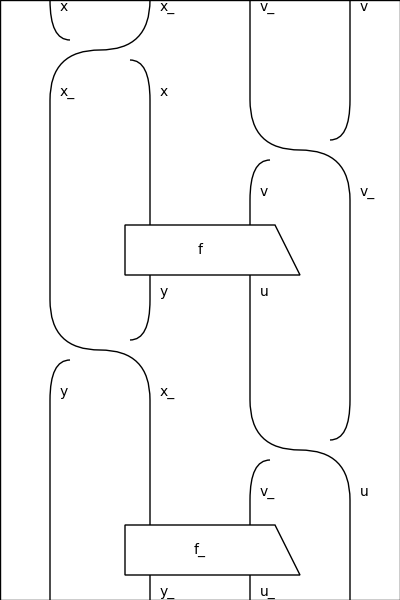 x x_ v_ v
x_ x
v v_
f
y u
y x_
v_ u
f_
y_ u_